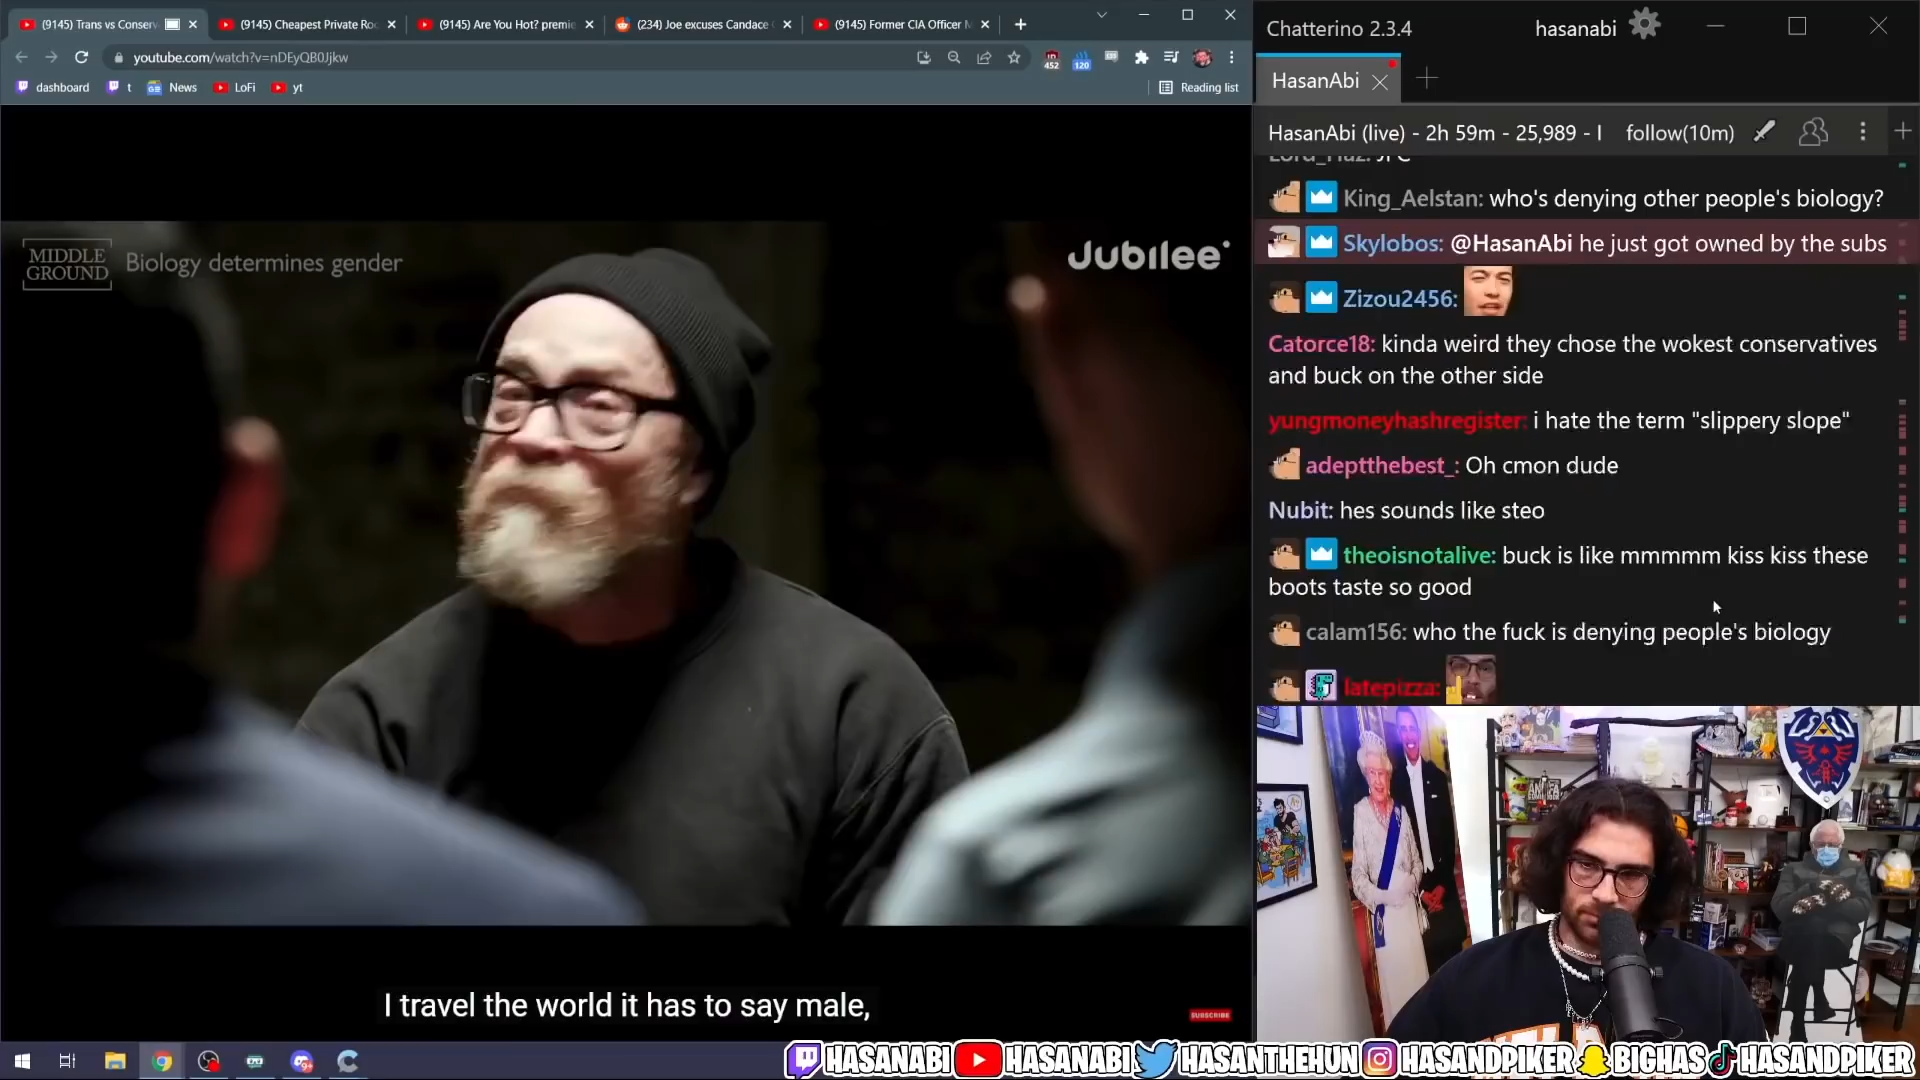 (9145) Trans vs Conserv
(9145) Cheapest Private Ro
(9145) Are You Hot? premie
(234) Joe excuses Candace
(9145) Former CIA Officer
youtube.com/watch?v=nDEyQB0Jjkw
452
120
dashboard
t
News
LoFi
yt
Reading list
MIDDLE
GROUND
Biology determines gender
Jubilee
I travel the world it has to say male,
SUBSCRIBE
Chatterino 2.3.4
hasanabi
HasanAbi
HasanAbi (live) - 2h 59m - 25,989 - I
follow(10m)
King_Aelstan: who's denying other people's biology?
Skylobos: @HasanAbi he just got owned by the subs
Zizou2456:
Catorce18: kinda weird they chose the wokest conservatives
and buck on the other side
yungmoneyhashregister: i hate the term "slippery slope"
adeptthebest_: Oh cmon dude
Nubit: hes sounds like steo
theoisnotalive: buck is like mmmmm kiss kiss these
boots taste so good
calam156: who the fuck is denying people's biology
latepizza:
HASANABI
HASANABI
HASANTHEHUN
HASANDPIKER
BIGHAS
HASANDPIKER